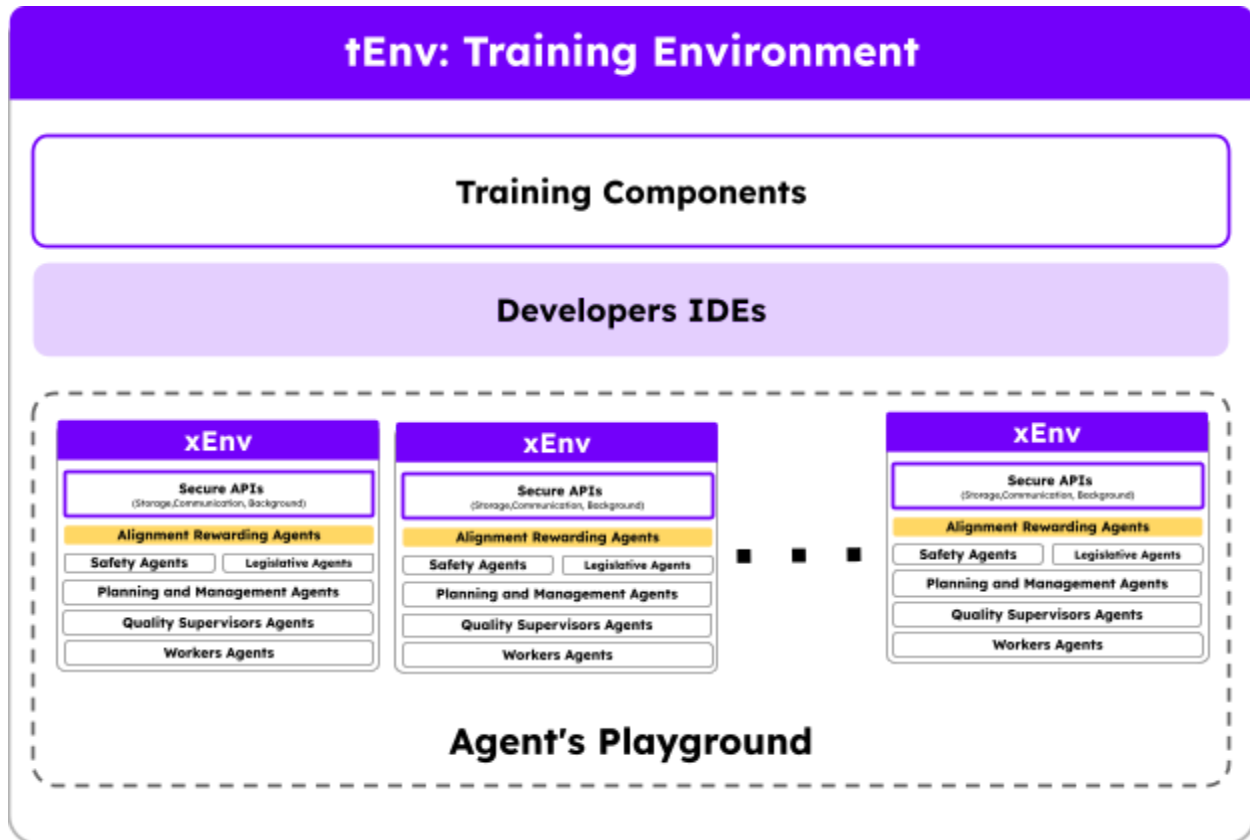 tEnv: Training Environment
Training Components
Developers IDEs
xEnv
Secure APIs
(Storage,Communication, Background)
Alignment Rewarding Agents
Safety Agents
Legislative Agents
Planning and Management Agents
Quality Supervisors Agents
Workers Agents
xEnv
Secure APIs
(Storage,Communication, Background)
Alignment Rewarding Agents
Safety Agents
Legislative Agents
Planning and Management Agents
Quality Supervisors Agents
Workers Agents
xEnv
Secure APIs
(Storage,Communication, Background)
Alignment Rewarding Agents
Safety Agents
Legislative Agents
Planning and Management Agents
Quality Supervisors Agents
Workers Agents
Agent's Playground